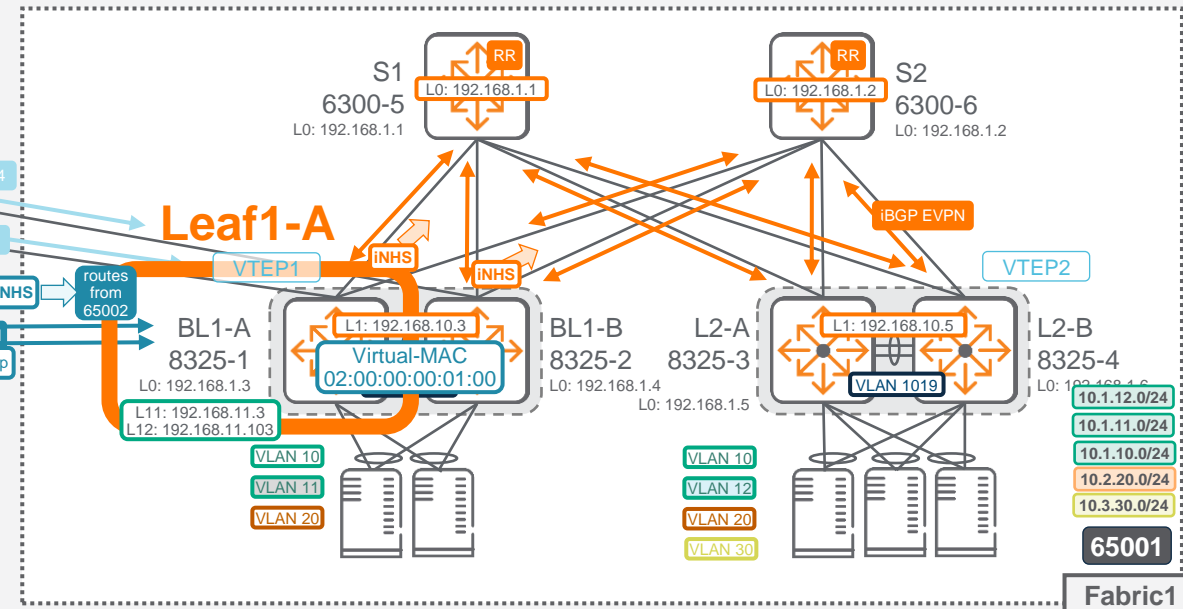 RR
S1
L0: 192.168.1.1
6300-5
L0: 192.168.1.1
RR
S2
L0: 192.168.1.2
6300-6
L0: 192.168.1.2
4
Leaf1-A
iBGP EVPN
iNHS
iNHS
VTEP1
VTEP2
NHS
routes
from
65002
p
BL1-A
8325-1
L0: 192.168.1.3
L1: 192.168.10.3
Virtual-MAC
02:00:00:00:01:00
BL1-B
8325-2
L0: 192.168.1.4
L2-A
8325-3
L0: 192.168.1.5
L1: 192.168.10.5
VLAN 1019
L2-B
8325-4
L0: 192.168.1.6
L11: 192.168.11.3
L12: 192.168.11.103
VLAN 10
VLAN 11
VLAN 20
VLAN 10
VLAN 12
VLAN 20
VLAN 30
10.1.12.0/24
10.1.11.0/24
10.1.10.0/24
10.2.20.0/24
10.3.30.0/24
65001
Fabric1